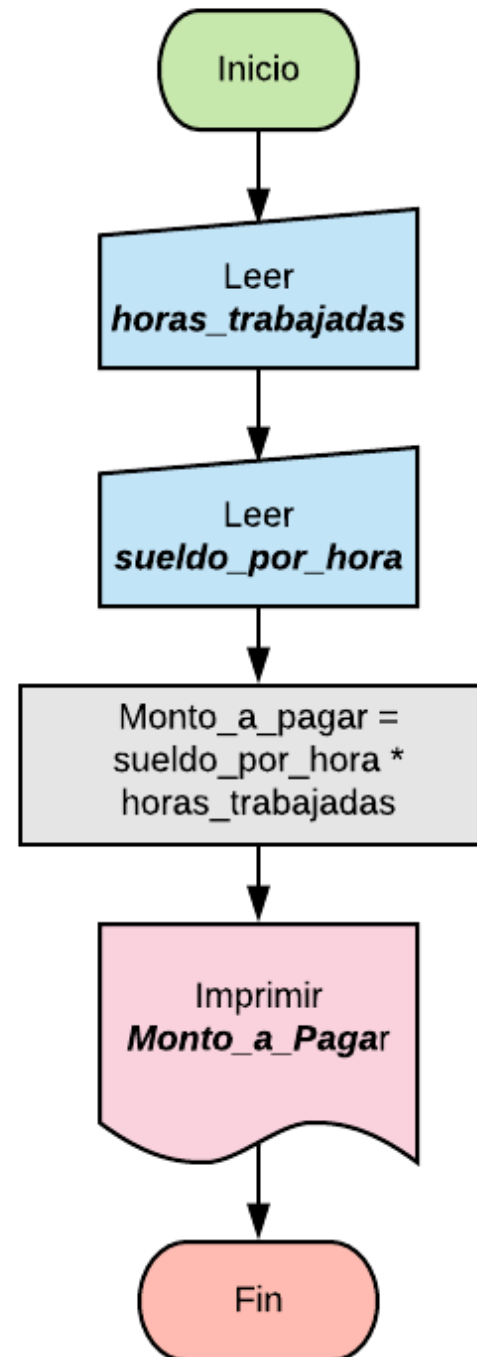 Inicio
Leer
horas_trabajadas
Leer
sueldo_por_hora
Monto_a_pagar =
sueldo_por_hora *
horas_trabajadas
Imprimir
Monto_a_Pagar
Fin